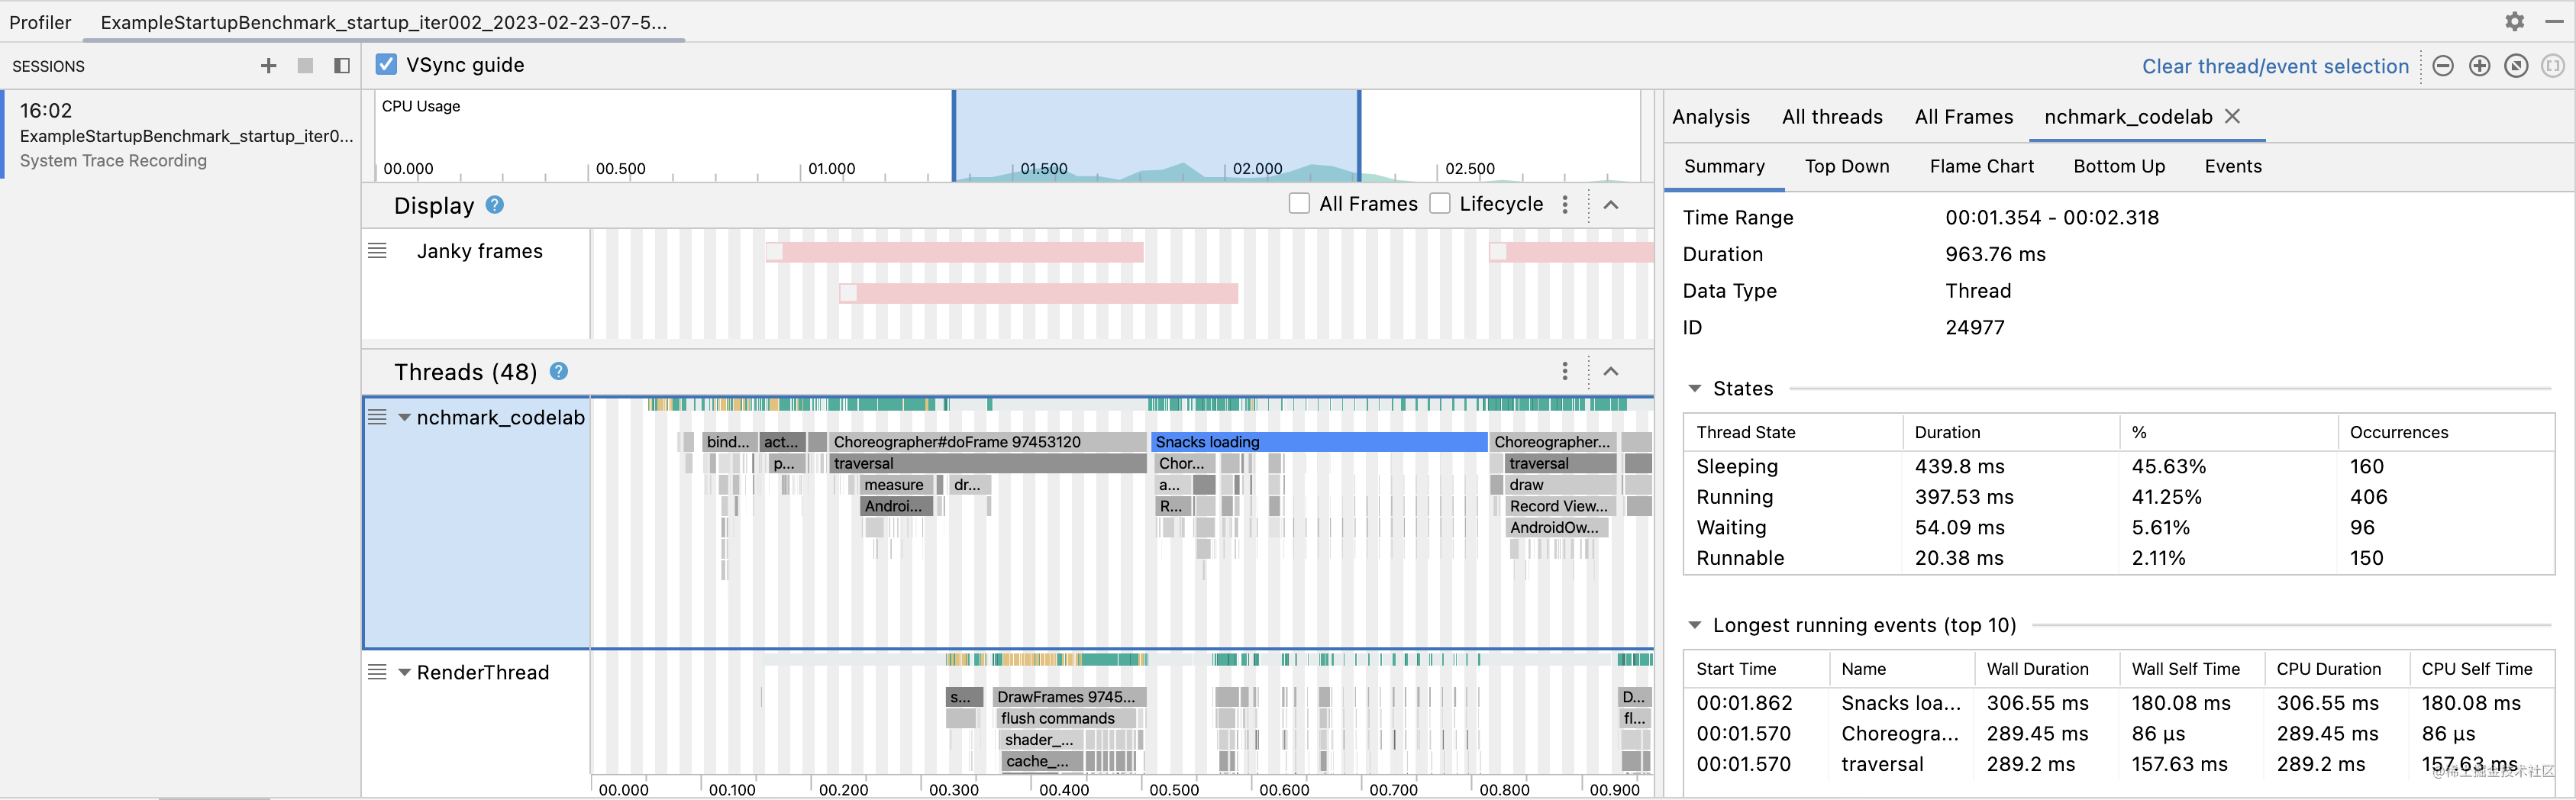 Profiler ExampleStartupBenchmark_startup_iter002_2023-02-23-07-5...
SESSIONS
VSync guide
Clear thread/event selection
16:02
ExampleStartupBenchmark_startup_iter0...
System Trace Recording
CPU Usage
00.000 00.500 01.000 01.500 02.000 02.500
Display ? All Frames Lifecycle
Janky frames
Threads (48) ?
nchmark_codelab
bind... act... Choreographer#doFrame 97453120 Snacks loading Choreographer...
p... traversal Chor... traversal
measure dr... a... draw
Androi... R... Record View...
AndroidOw...
RenderThread
s... DrawFrames 9745... D...
flush commands fl...
shader_...
cache_...
00.000 00.100 00.200 00.300 00.400 00.500 00.600 00.700 00.800 00.900
Analysis All threads All Frames nchmark_codelab
Summary Top Down Flame Chart Bottom Up Events
Time Range 00:01.354 - 00:02.318
Duration 963.76 ms
Data Type Thread
ID 24977
States
Thread State Duration % Occurrences
Sleeping 439.8 ms 45.63% 160
Running 397.53 ms 41.25% 406
Waiting 54.09 ms 5.61% 96
Runnable 20.38 ms 2.11% 150
Longest running events (top 10)
Start Time Name Wall Duration Wall Self Time CPU Duration CPU Self Time
00:01.862 Snacks loa... 306.55 ms 180.08 ms 306.55 ms 180.08 ms
00:01.570 Choreogra... 289.45 ms 86 μs 289.45 ms 86 μs
00:01.570 traversal 289.2 ms 157.63 ms 289.2 ms 157.63 ms
@稀土掘金技术社区